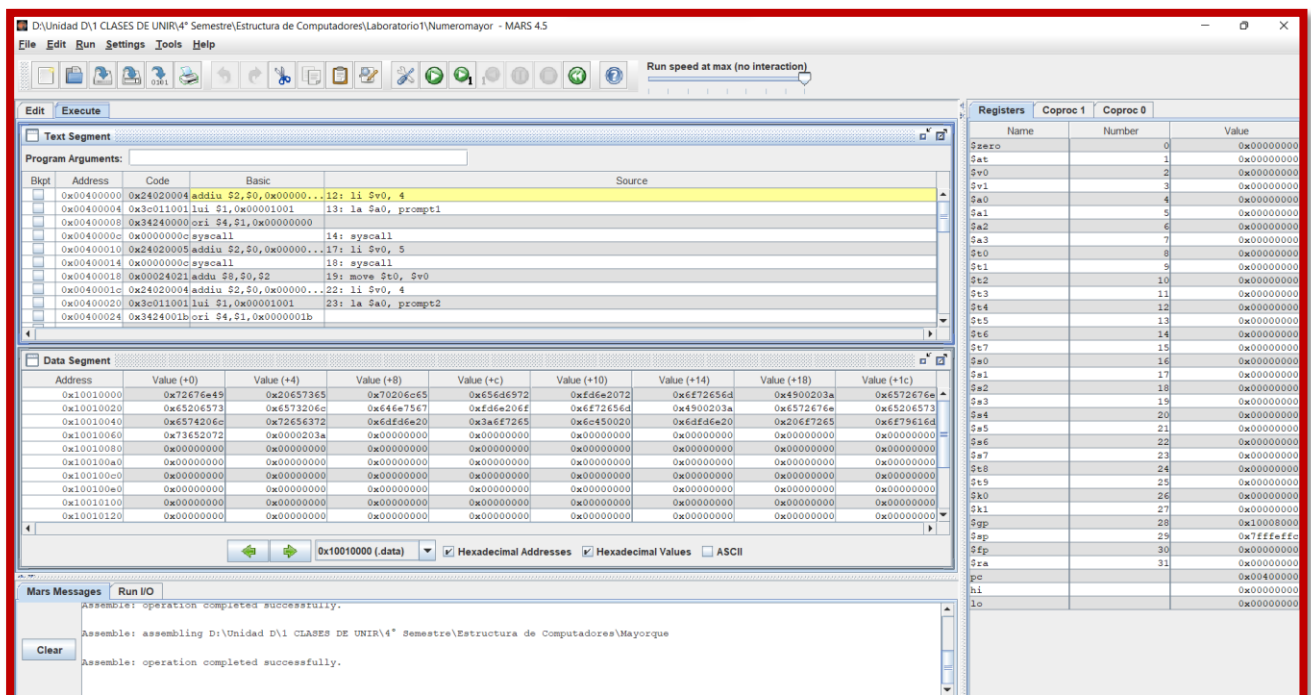 D:\Unidad D\1 CLASES DE UNIR\4° Semestre\Estructura de Computadores\Laboratorio1\Numeromayor - MARS 4.5
File Edit Run Settings Tools Help
Run speed at max (no interaction)
Edit Execute
Text Segment
Program Arguments:
Bkpt Address Code Basic Source
0x00400000 0x24020004 addiu $2,$0,0x00000... 12: li $v0, 4
0x00400004 0x3c011001 lui $1,0x00001001 13: la $a0, prompt1
0x00400008 0x34240000 ori $4,$1,0x00000000
0x0040000c 0x0000000c syscall 14: syscall
0x00400010 0x24020005 addiu $2,$0,0x00000... 17: li $v0, 5
0x00400014 0x0000000c syscall 18: syscall
0x00400018 0x00024021 addu $8,$0,$2 19: move $t0, $v0
0x0040001c 0x24020004 addiu $2,$0,0x00000... 22: li $v0, 4
0x00400020 0x3c011001 lui $1,0x00001001 23: la $a0, prompt2
0x00400024 0x3424001b ori $4,$1,0x0000001b
Data Segment
Address Value (+0) Value (+4) Value (+8) Value (+c) Value (+10) Value (+14) Value (+18) Value (+1c)
0x10010000 0x72676e49 0x20657365 0x70206c65 0x656d6972 0xfd6e2072 0x6f72656d 0x4900203a 0x6572676e
0x10010020 0x65206573 0x6573206c 0x646e7567 0xfd6e206f 0x6f72656d 0x4900203a 0x6572676e 0x65206573
0x10010040 0x6574206c 0x72656372 0x6dfd6e20 0x3a6f7265 0x6c450020 0x6dfd6e20 0x206f7265 0x6f79616d
0x10010060 0x73652072 0x0000203a 0x00000000 0x00000000 0x00000000 0x00000000 0x00000000 0x00000000
0x10010080 0x00000000 0x00000000 0x00000000 0x00000000 0x00000000 0x00000000 0x00000000 0x00000000
0x100100a0 0x00000000 0x00000000 0x00000000 0x00000000 0x00000000 0x00000000 0x00000000 0x00000000
0x100100c0 0x00000000 0x00000000 0x00000000 0x00000000 0x00000000 0x00000000 0x00000000 0x00000000
0x100100e0 0x00000000 0x00000000 0x00000000 0x00000000 0x00000000 0x00000000 0x00000000 0x00000000
0x10010100 0x00000000 0x00000000 0x00000000 0x00000000 0x00000000 0x00000000 0x00000000 0x00000000
0x10010120 0x00000000 0x00000000 0x00000000 0x00000000 0x00000000 0x00000000 0x00000000 0x00000000
0x10010000 (.data) Hexadecimal Addresses Hexadecimal Values ASCII
Mars Messages Run I/O
Assemble: operation completed successfully.
Assemble: assembling D:\Unidad D\1 CLASES DE UNIR\4° Semestre\Estructura de Computadores\Mayorque
Clear
Assemble: operation completed successfully.
Registers Coproc 1 Coproc 0
Name Number Value
$zero 0 0x00000000
$at 1 0x00000000
$v0 2 0x00000000
$v1 3 0x00000000
$a0 4 0x00000000
$a1 5 0x00000000
$a2 6 0x00000000
$a3 7 0x00000000
$t0 8 0x00000000
$t1 9 0x00000000
$t2 10 0x00000000
$t3 11 0x00000000
$t4 12 0x00000000
$t5 13 0x00000000
$t6 14 0x00000000
$t7 15 0x00000000
$s0 16 0x00000000
$s1 17 0x00000000
$s2 18 0x00000000
$s3 19 0x00000000
$s4 20 0x00000000
$s5 21 0x00000000
$s6 22 0x00000000
$s7 23 0x00000000
$t8 24 0x00000000
$t9 25 0x00000000
$k0 26 0x00000000
$k1 27 0x00000000
$gp 28 0x10008000
$sp 29 0x7fffeffc
$fp 30 0x00000000
$ra 31 0x00000000
pc 0x00400000
hi 0x00000000
lo 0x00000000